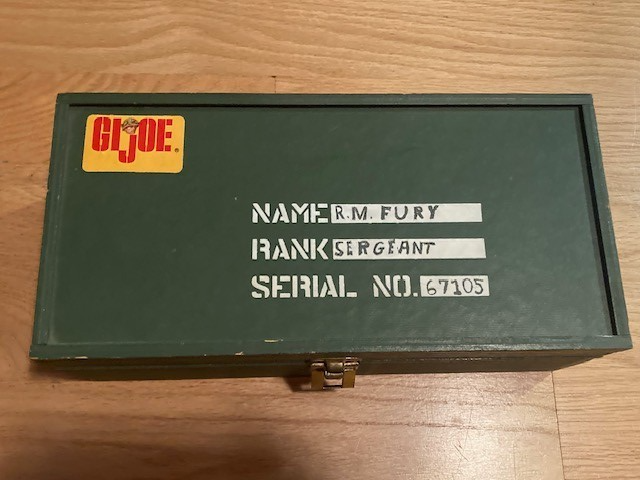 GI JOE®
NAME R.M. FURY
RANK SERGEANT
SERIAL NO. 67105